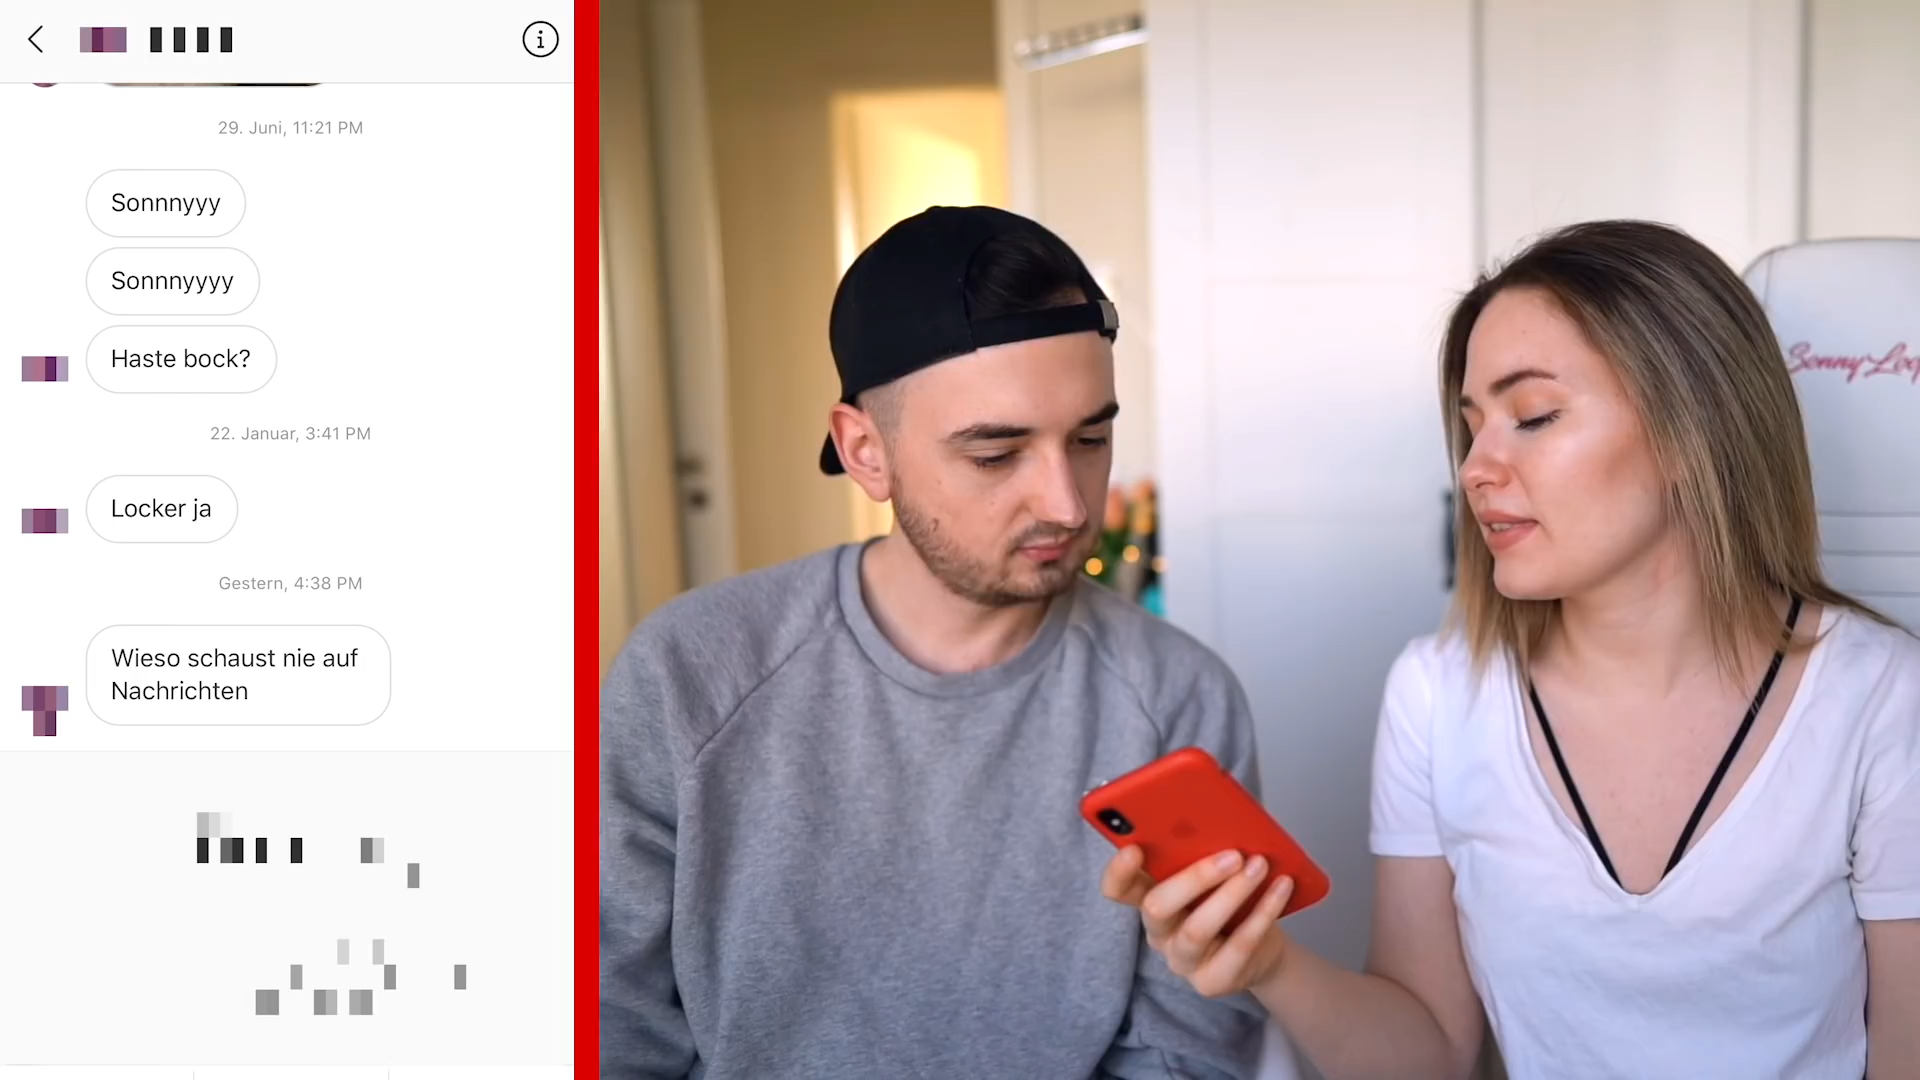 29. Juni, 11:21 PM
Sonnnyyy
Sonnnyyyy
Haste bock?
22. Januar, 3:41 PM
Locker ja
Gestern, 4:38 PM
Wieso schaust nie auf
Nachrichten